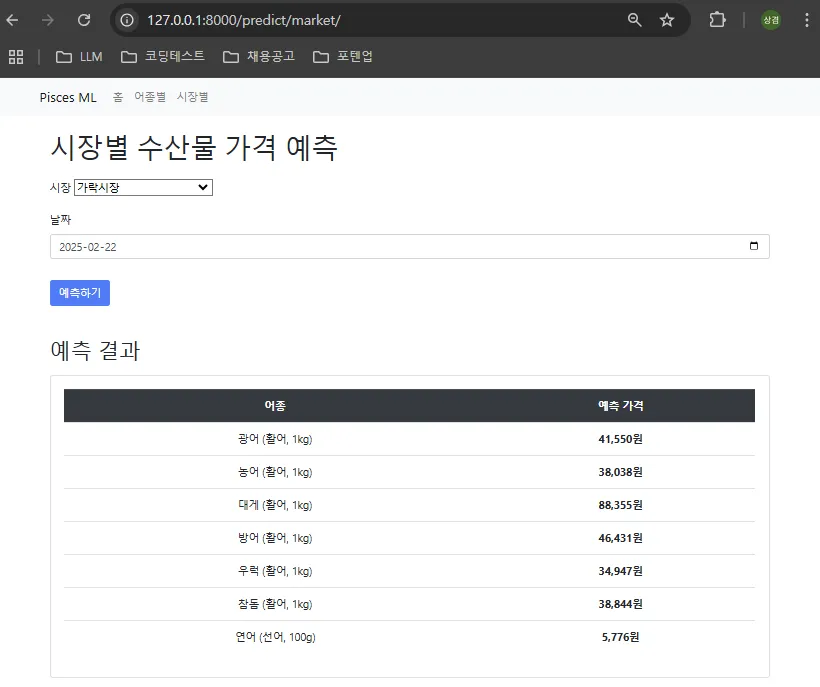 127.0.0.1:8000/predict/market/
상겸
LLM 코딩테스트 채용공고 포텐업
Pisces ML 홈 어종별 시장별
시장별 수산물 가격 예측
시장 가락시장
날짜
2025-02-22
예측하기
예측 결과
어종 예측 가격
광어 (활어, 1kg) 41,550원
농어 (활어, 1kg) 38,038원
대게 (활어, 1kg) 88,355원
방어 (활어, 1kg) 46,431원
우럭 (활어, 1kg) 34,947원
참돔 (활어, 1kg) 38,844원
연어 (선어, 100g) 5,776원